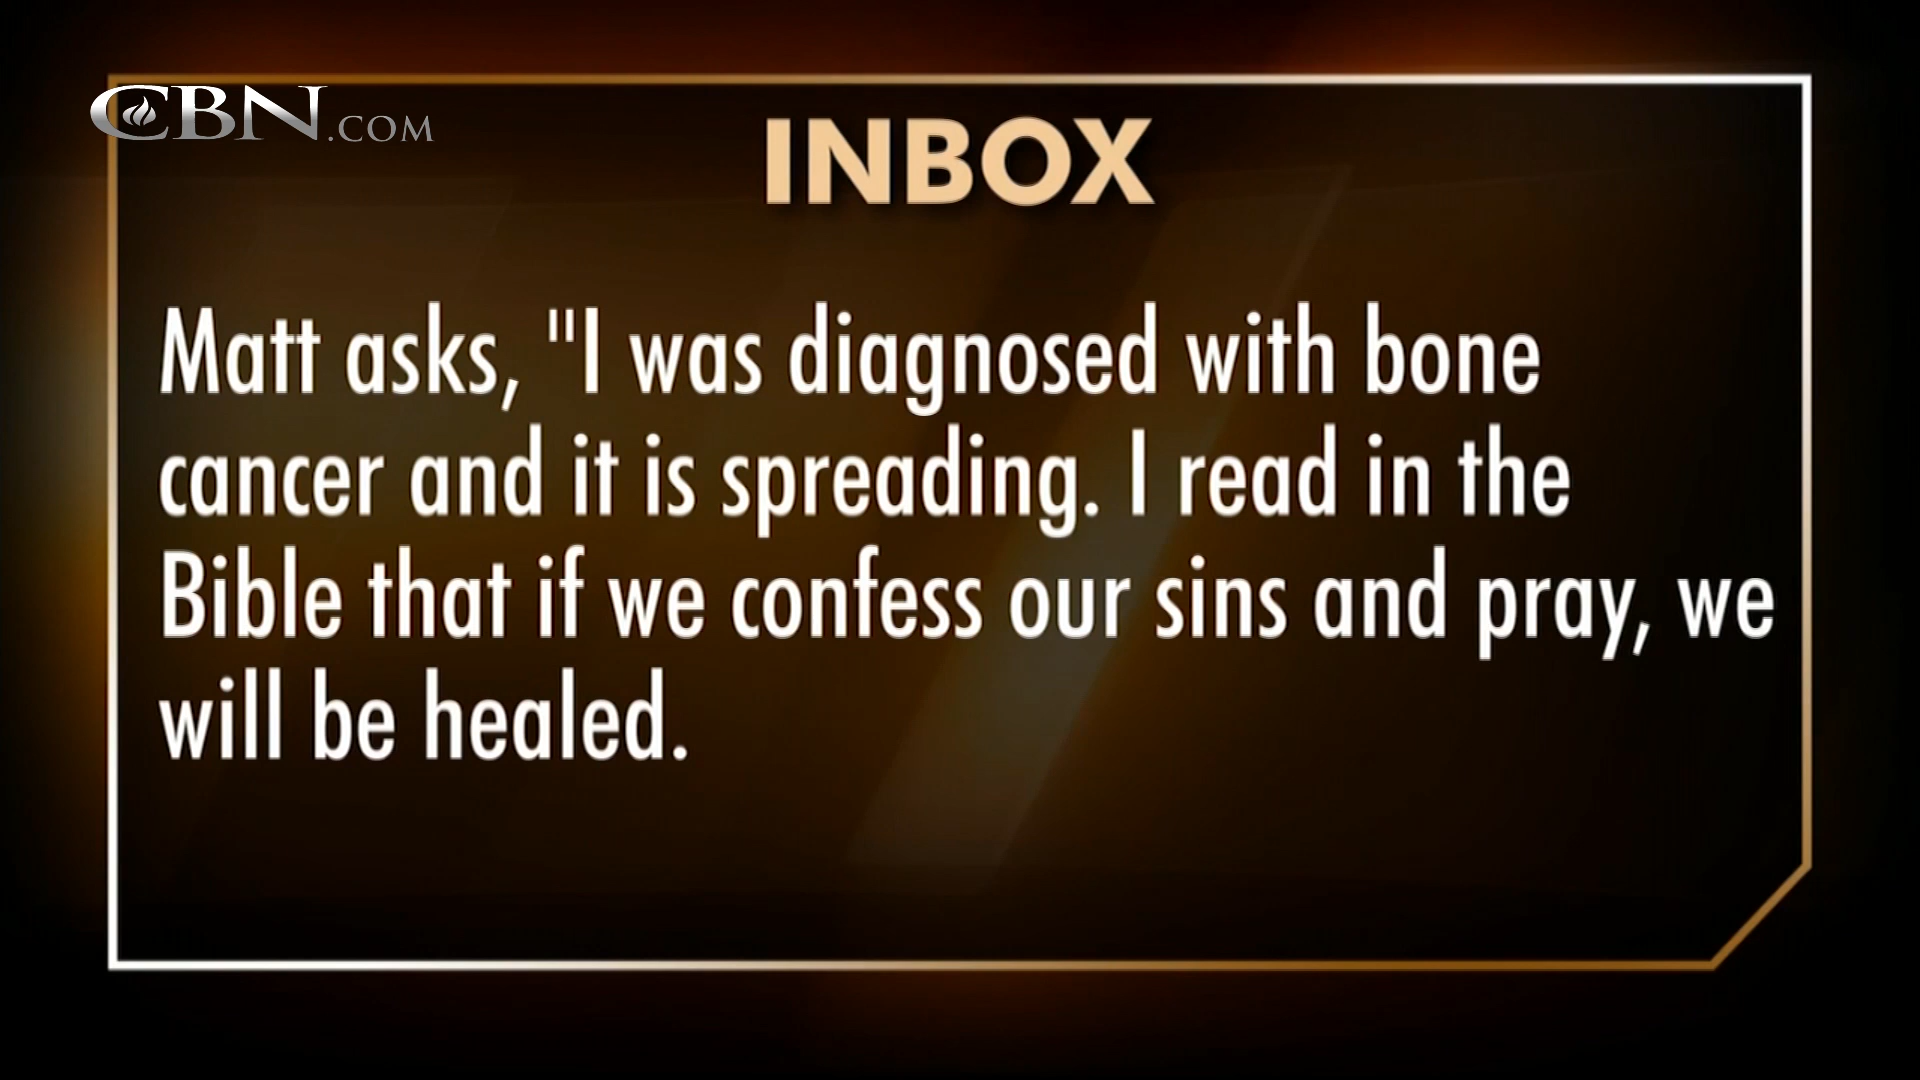 CBN.COM
INBOX
Matt asks, "I was diagnosed with bone
cancer and it is spreading. I read in the
Bible that if we confess our sins and pray, we
will be healed.